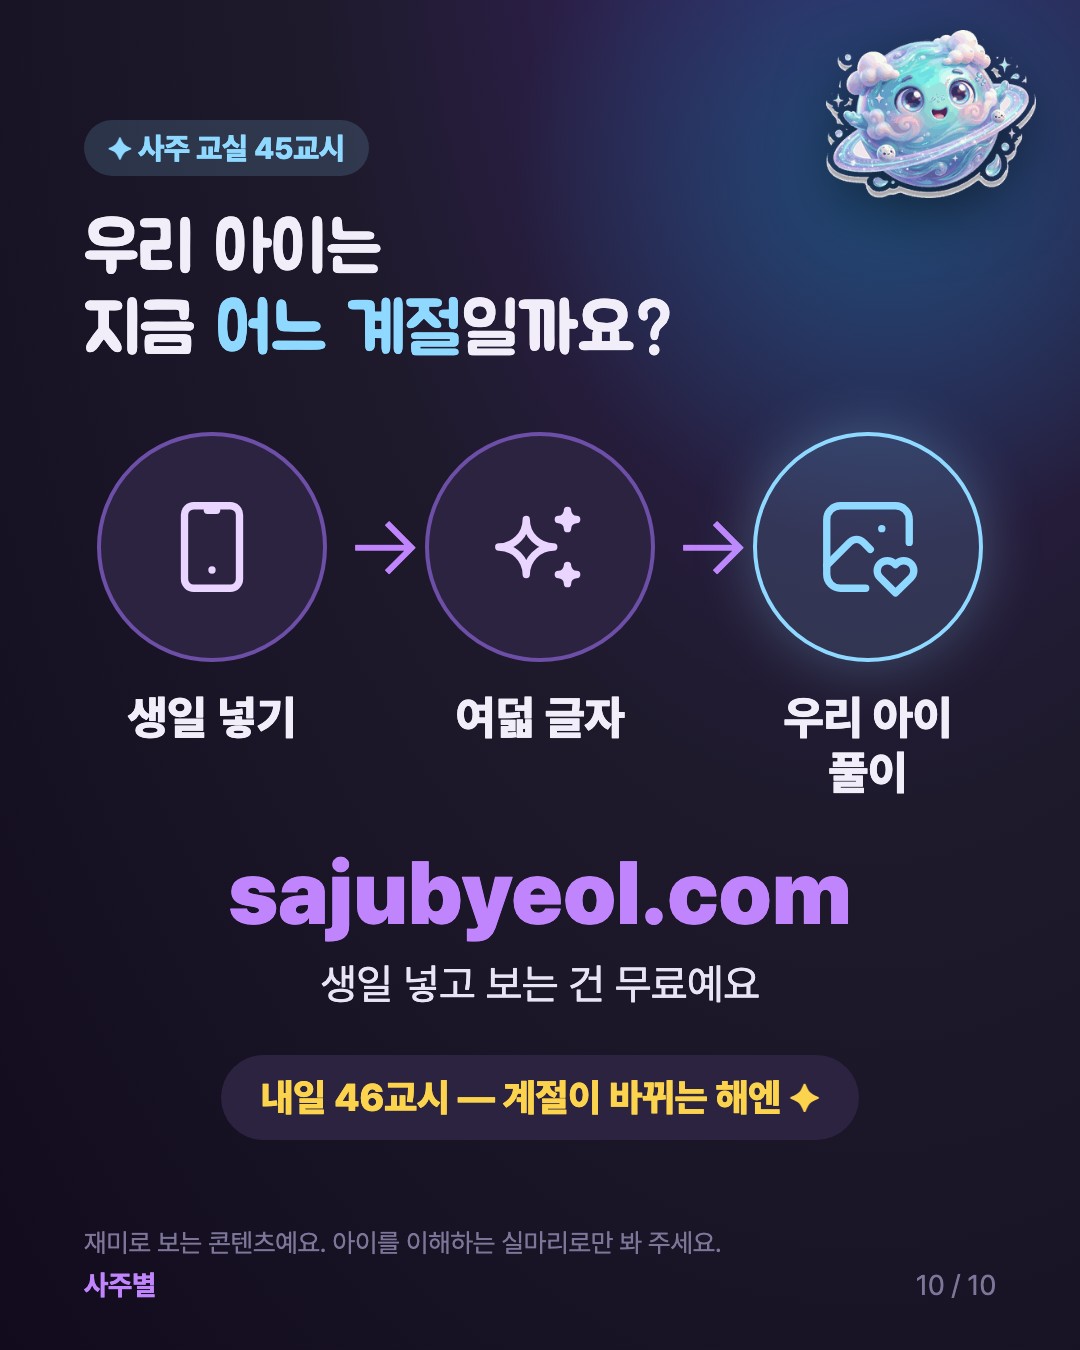 ✦ 사주 교실 45교시
우리 아이는
지금 어느 계절일까요?
생일 넣기
여덟 글자
우리 아이
풀이
sajubyeol.com
생일 넣고 보는 건 무료예요
내일 46교시 — 계절이 바뀌는 해엔 ✦
재미로 보는 콘텐츠예요. 아이를 이해하는 실마리로만 봐 주세요.
사주별
10 / 10